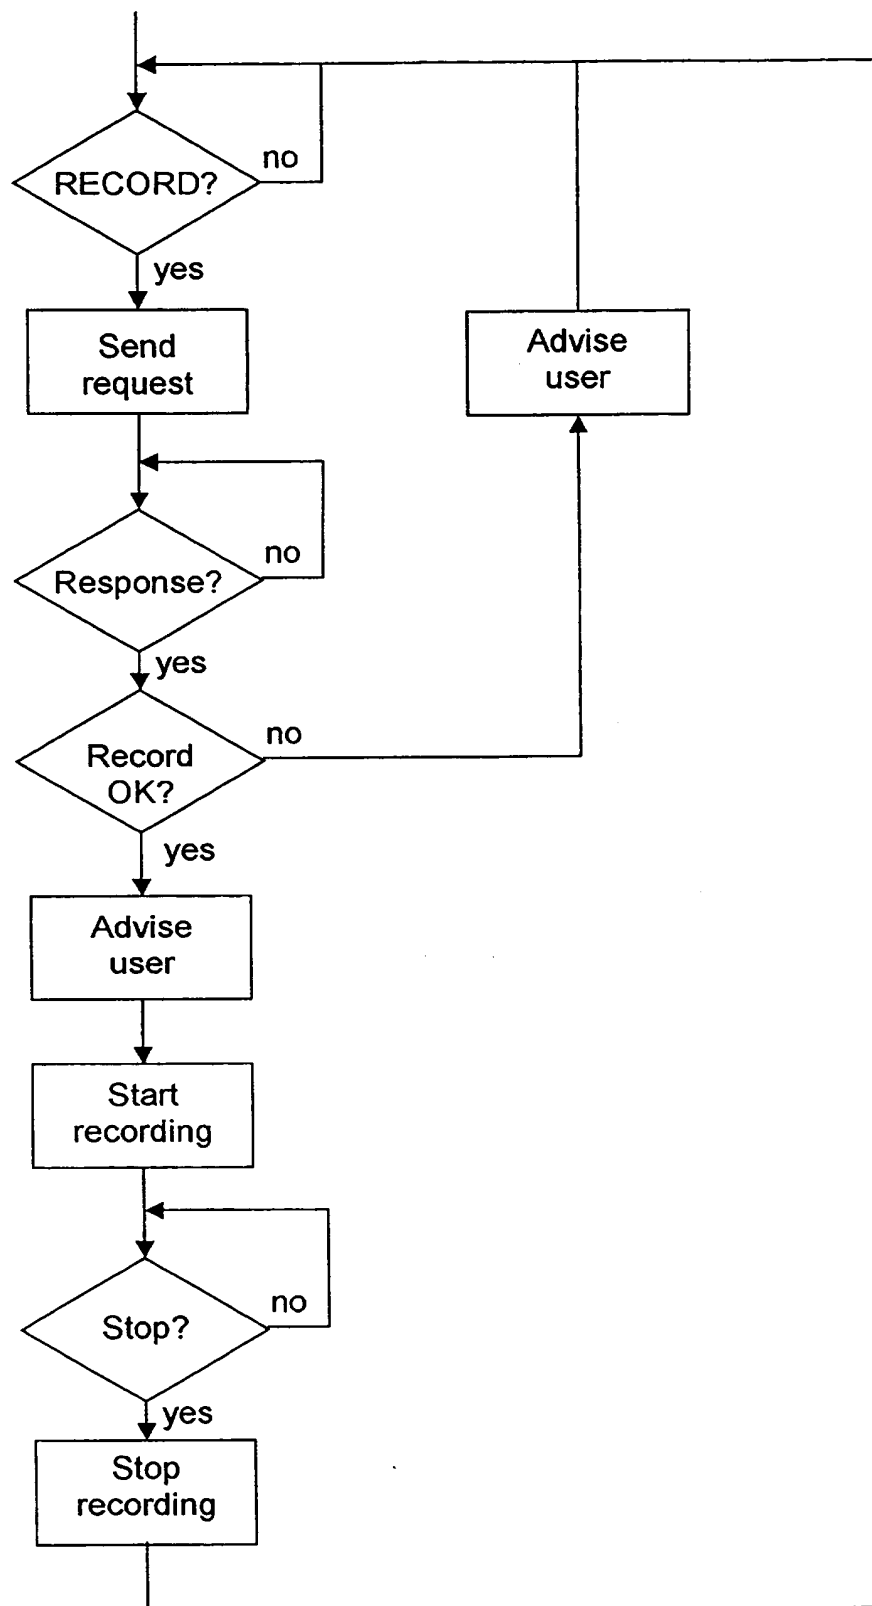 RECORD?
no
yes
Send
request
Advise
user
Response?
no
yes
Record
OK?
no
yes
Advise
user
Start
recording
Stop?
no
yes
Stop
recording